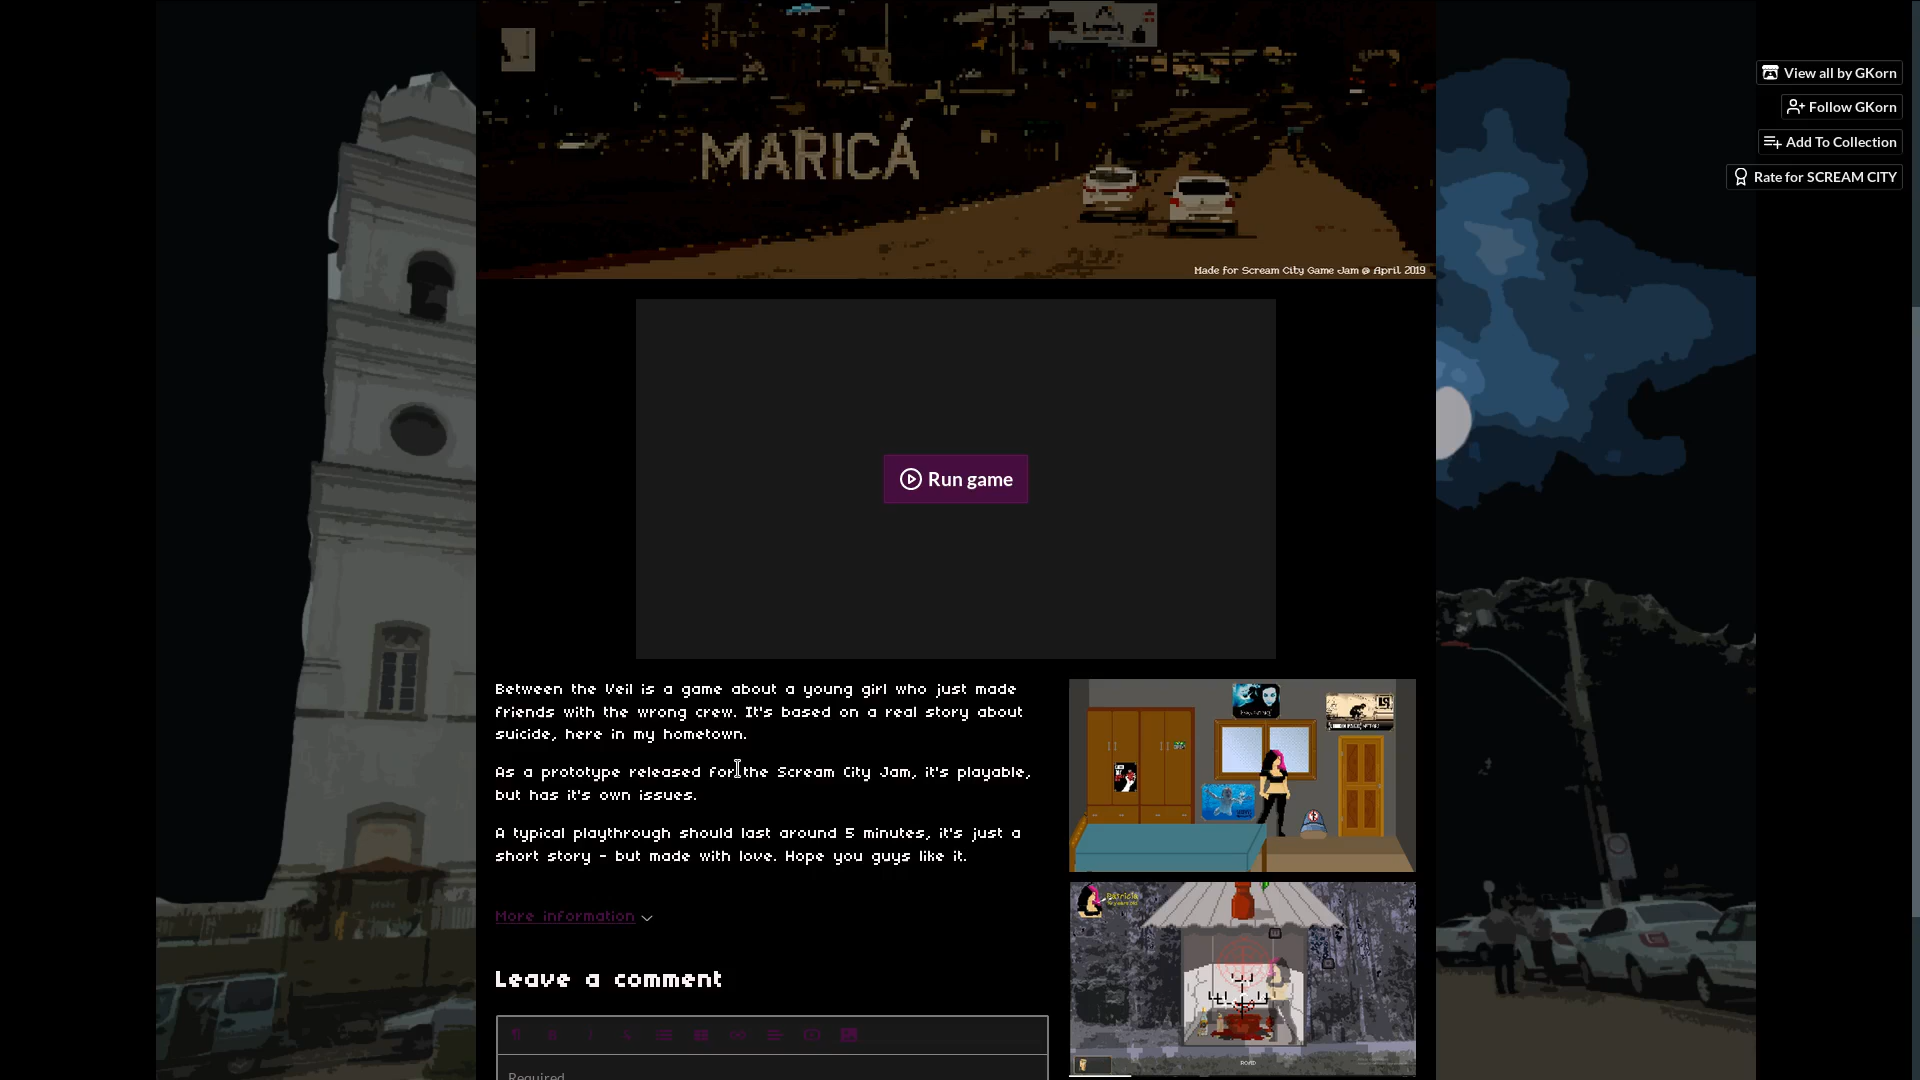 View all by GKorn
Follow GKorn
Add To Collection
Rate for SCREAM CITY
MARICÁ
Made for Scream City Game Jam @ April 2019
Run game
Between the Veil is a game about a young girl who just made
friends with the wrong crew. It's based on a real story about
suicide, here in my hometown.
As a prototype released for the Scream City Jam, it's playable,
but has it's own issues.
A typical playthrough should last around 5 minutes, it's just a
short story - but made with love. Hope you guys like it.
More information
Leave a comment
Required
Patricia
ROAD